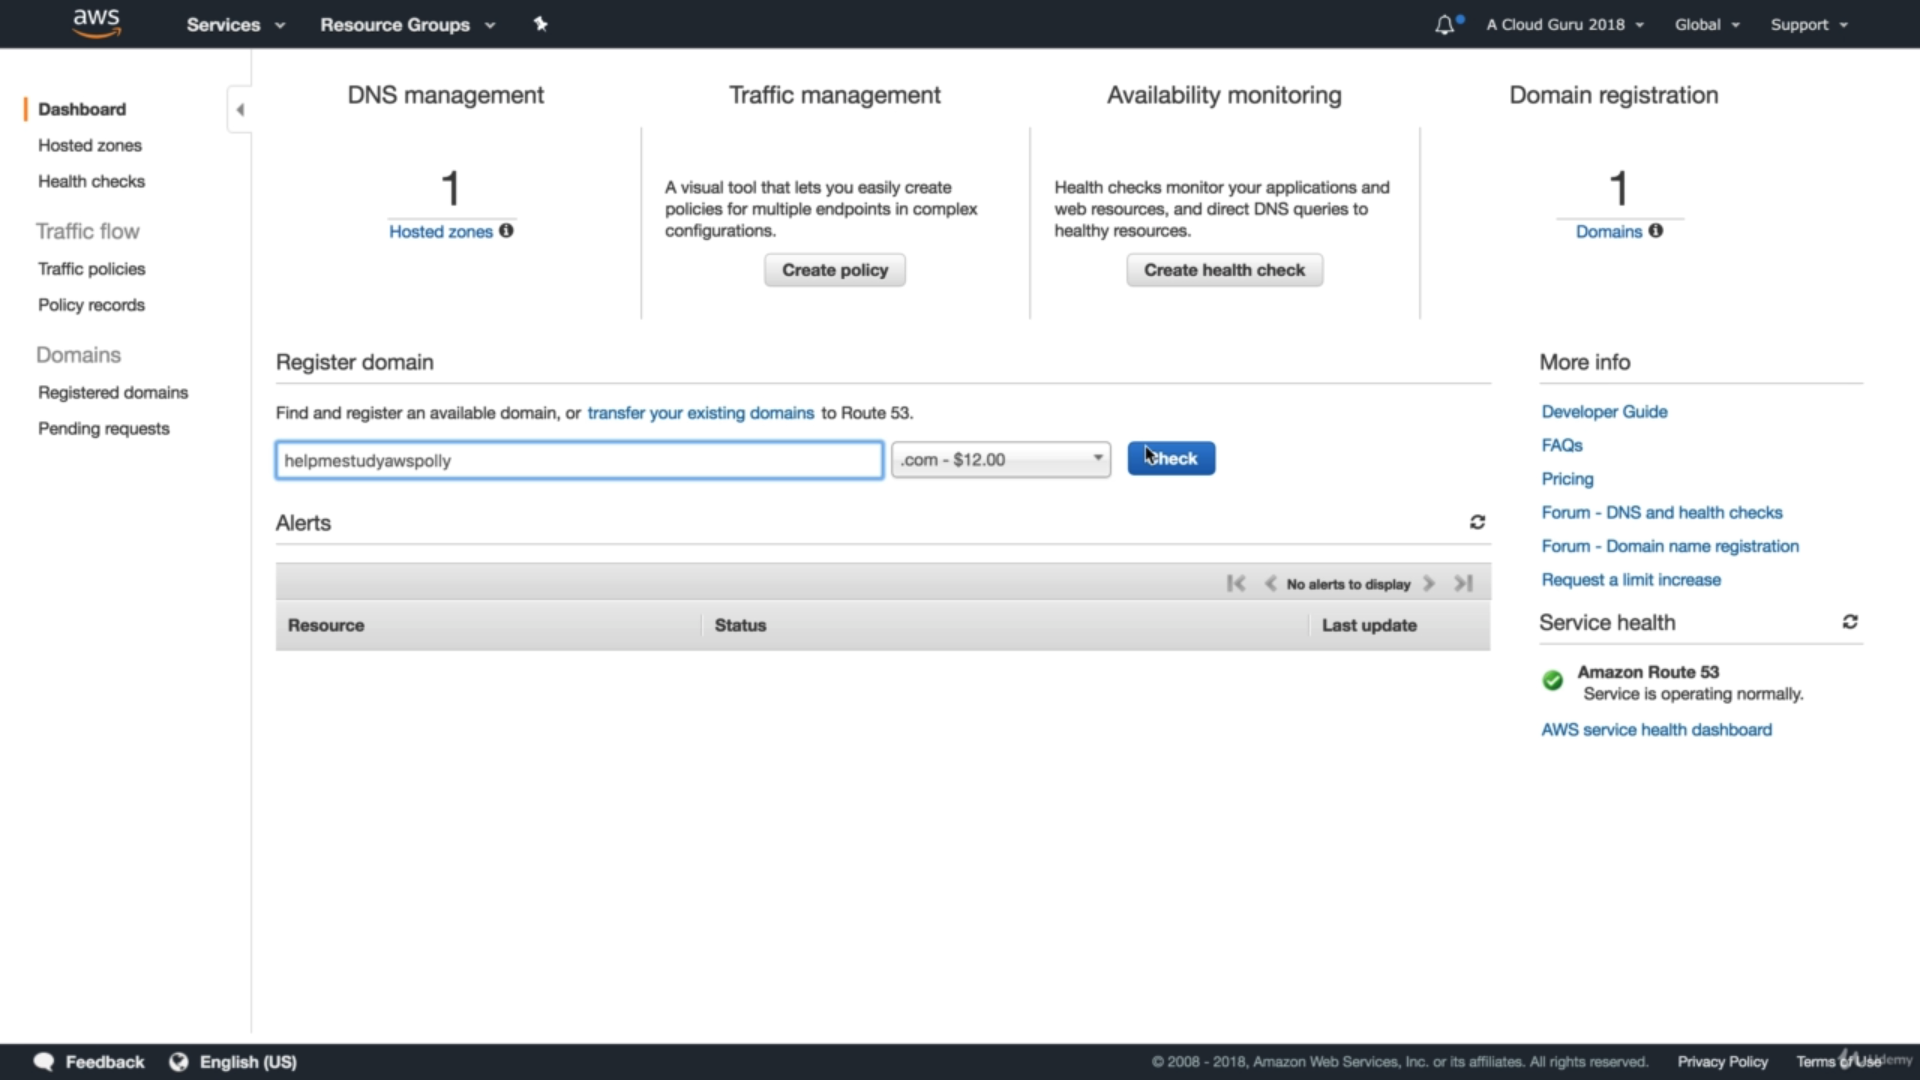 aws
Services
Resource Groups
A Cloud Guru 2018
Global
Support
Dashboard
Hosted zones
Health checks
Traffic flow
Traffic policies
Policy records
Domains
Registered domains
Pending requests
DNS management
1
Hosted zones
Traffic management
A visual tool that lets you easily create
policies for multiple endpoints in complex
configurations.
Create policy
Availability monitoring
Health checks monitor your applications and
web resources, and direct DNS queries to
healthy resources.
Create health check
Domain registration
1
Domains
Register domain
Find and register an available domain, or transfer your existing domains to Route 53.
helpmestudyawspolly
.com - $12.00
Check
Alerts
No alerts to display
Resource
Status
Last update
More info
Developer Guide
FAQs
Pricing
Forum - DNS and health checks
Forum - Domain name registration
Request a limit increase
Service health
Amazon Route 53
Service is operating normally.
AWS service health dashboard
Feedback
English (US)
© 2008 - 2018, Amazon Web Services, Inc. or its affiliates. All rights reserved.
Privacy Policy
Terms of Use
Udemy